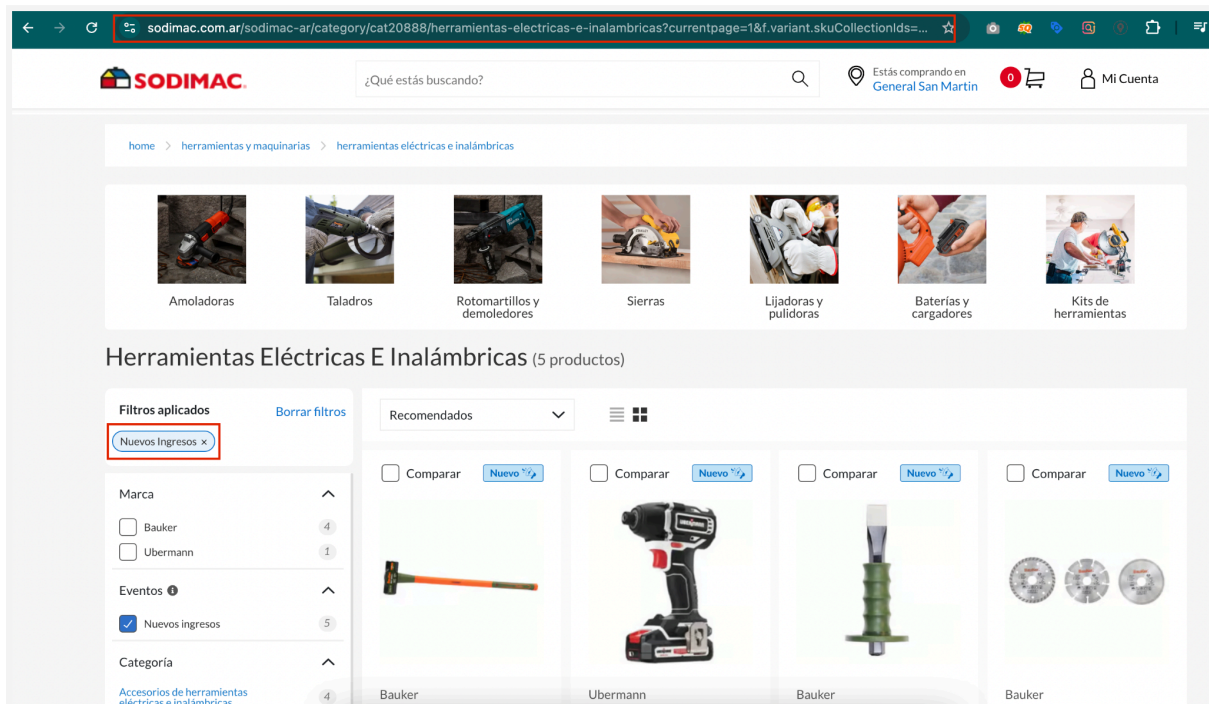 sodimac.com.ar/sodimac-ar/category/cat20888/herramientas-electricas-e-inalambricas?currentpage=1&f.variant.skuCollectionIds=...
SODIMAC.
¿Qué estás buscando?
Estás comprando en
General San Martin
0
Mi Cuenta
home > herramientas y maquinarias > herramientas eléctricas e inalámbricas
Amoladoras
Taladros
Rotomartillos y
demoledores
Sierras
Lijadoras y
pulidoras
Baterías y
cargadores
Kits de
herramientas
Herramientas Eléctricas E Inalámbricas (5 productos)
Filtros aplicados
Borrar filtros
Nuevos Ingresos ×
Recomendados
Marca
Bauker 4
Ubermann 1
Eventos
Nuevos ingresos 5
Categoría
Accesorios de herramientas
eléctricas e inalámbricas
4
Comparar Nuevo
Comparar Nuevo
Comparar Nuevo
Comparar Nuevo
Bauker
Ubermann
Bauker
Bauker